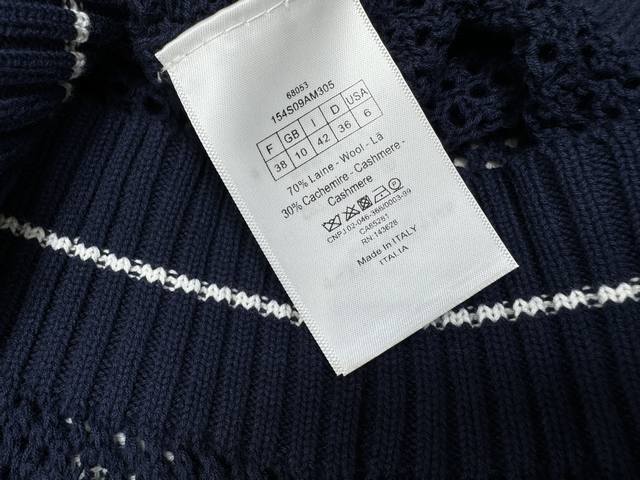 68053
154S09AM305
F GB I D USA
38 10 42 36 6
70% Laine - Wool - Lã
30% Cachemire - Cashmere -
Cashmere
CNPJ:02-046-366/0003-99
CA85281
RN:143628
Made In ITALY
ITALIA